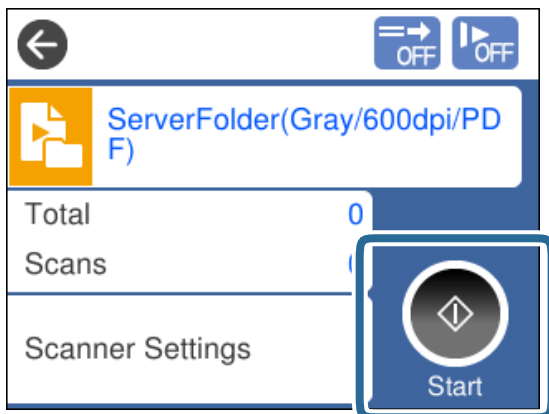 OFF OFF
ServerFolder(Gray/600dpi/PD
F)
Total 0
Scans
Scanner Settings
Start